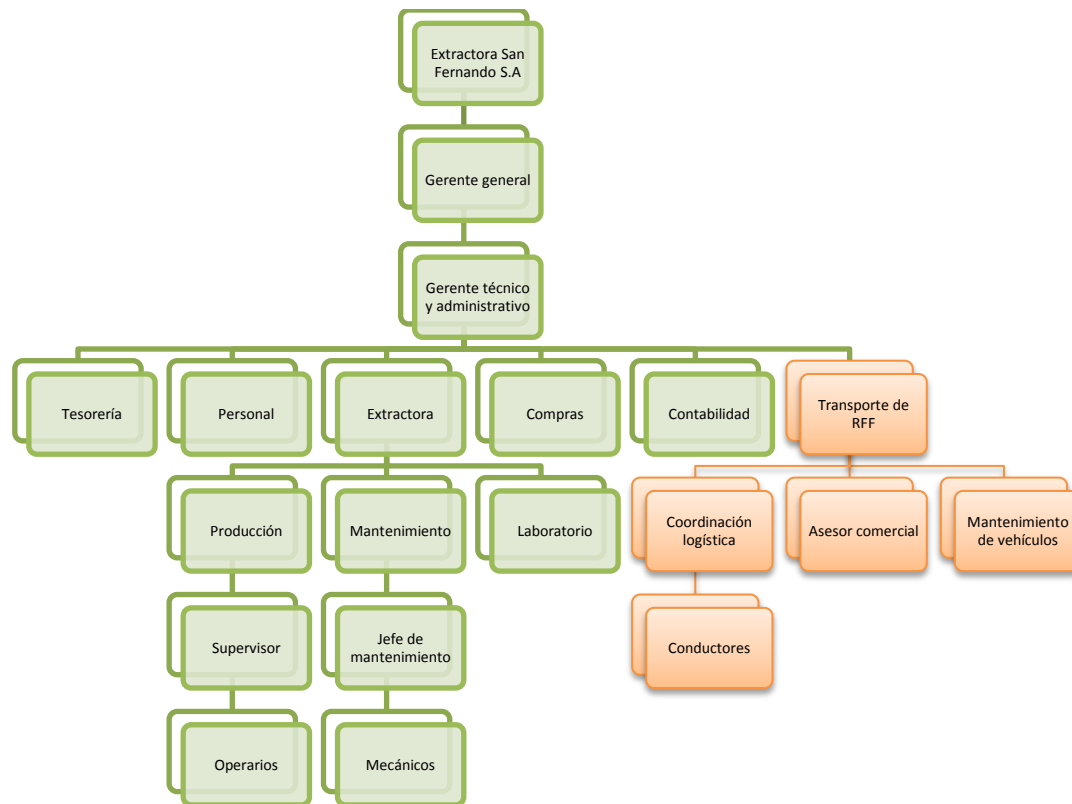 Extractora San
Fernando S.A
Gerente general
Gerente técnico
y administrativo
Tesorería
Personal
Extractora
Compras
Contabilidad
Transporte de
RFF
Producción
Mantenimiento
Laboratorio
Coordinación
logística
Asesor comercial
Mantenimiento
de vehículos
Supervisor
Jefe de
mantenimiento
Conductores
Operarios
Mecánicos